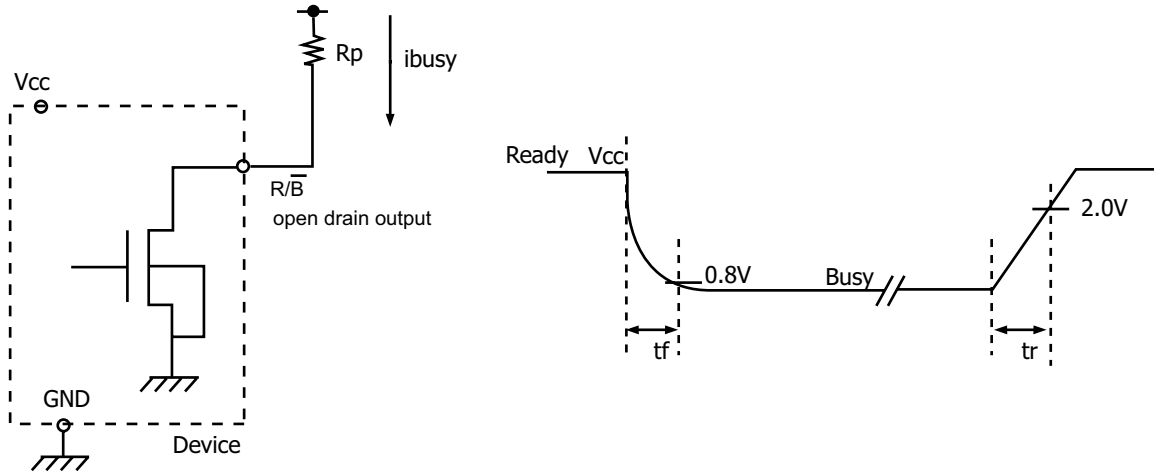 Rp
ibusy
Vcc
R/B̅
open drain output
GND
Device
Ready Vcc
2.0V
0.8V
Busy
tf
tr